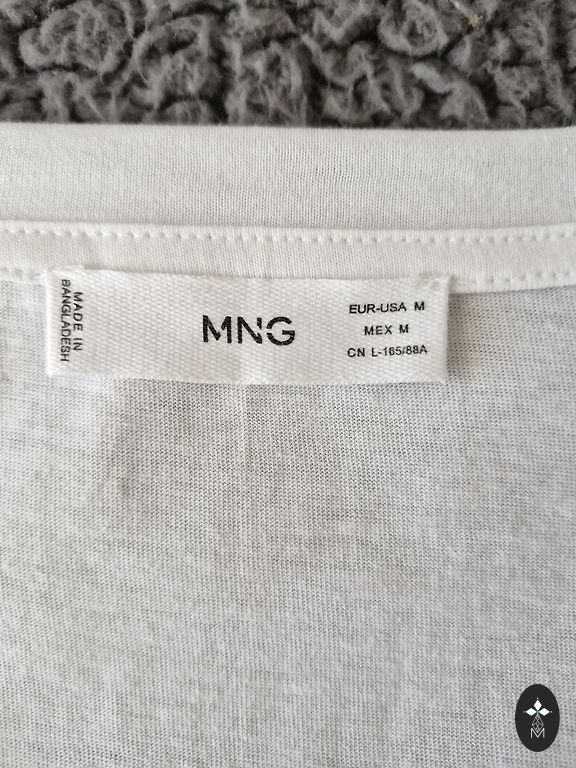 MADE IN
BANGLADESH
MNG
EUR-USA M
MEX M
CN L-165/88A
M